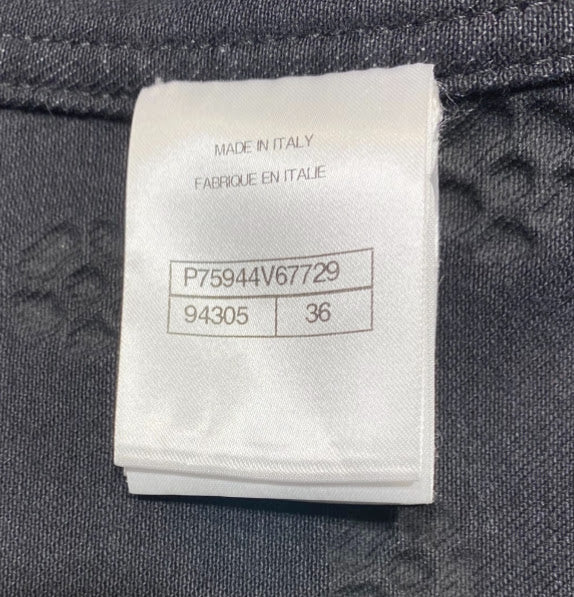 MADE IN ITALY
FABRIQUE EN ITALIE
P75944V67729
94305 36